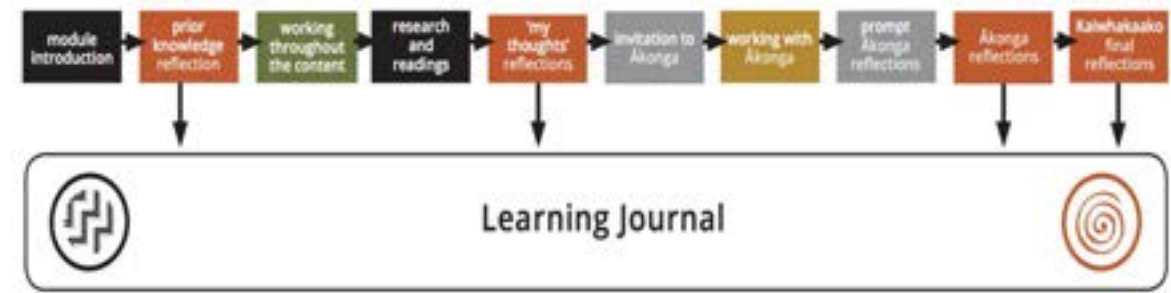 module
introduction
prior
knowledge
reflection
working
throughout
the content
research
and
readings
'my
thoughts'
reflections
invitation to
Ākonga
working with
Ākonga
prompt
Ākonga
reflections
Ākonga
reflections
Kaiwhakaako
final
reflections
Learning Journal